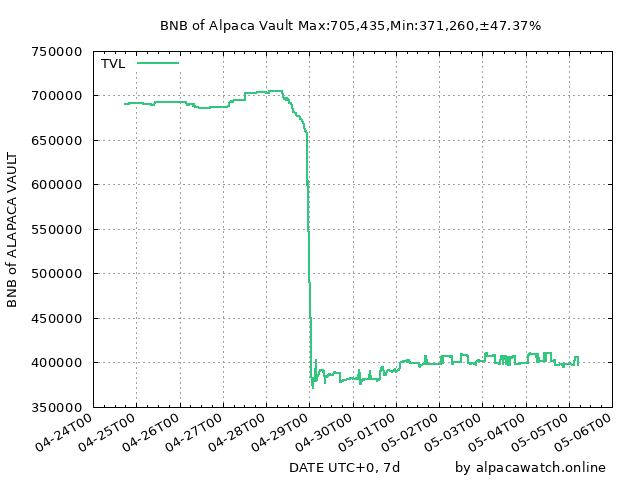 BNB of Alpaca Vault Max:705,435,Min:371,260,±47.37%
TVL
BNB of ALAPACA VAULT
750000
700000
650000
600000
550000
500000
450000
400000
350000
04-24T00
04-25T00
04-26T00
04-27T00
04-28T00
04-29T00
04-30T00
05-01T00
05-02T00
05-03T00
05-04T00
05-05T00
05-06T00
DATE UTC+0, 7d
by alpacawatch.online